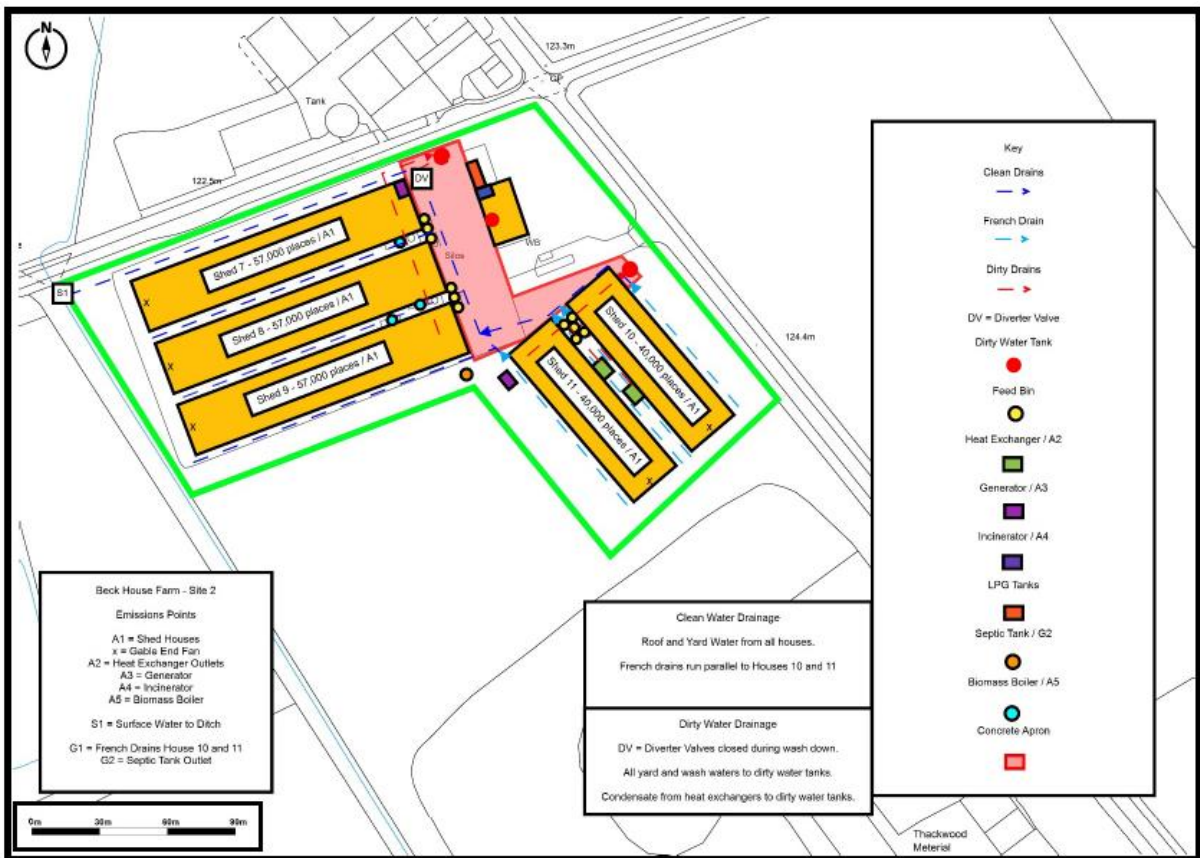 N
123.3m
GP
Tank
122.5m
DV
Shed 7 - 57,000 places / A1
Silos
WB
S1
Shed 8 - 57,000 places / A1
Shed 9 - 57,000 places / A1
Shed 10 - 40,000 places / A1
Shed 11 - 40,000 places / A1
124.4m
Key
Clean Drains
French Drain
Dirty Drains
DV = Diverter Valve
Dirty Water Tank
Feed Bin
Heat Exchanger / A2
Generator / A3
Incinerator / A4
LPG Tanks
Septic Tank / G2
Biomass Boiler / A5
Concrete Apron
Beck House Farm - Site 2
Emissions Points
A1 = Shed Houses
x = Gable End Fan
A2 = Heat Exchanger Outlets
A3 = Generator
A4 = Incinerator
A5 = Biomass Boiler
S1 = Surface Water to Ditch
G1 = French Drains House 10 and 11
G2 = Septic Tank Outlet
0m 30m 60m 90m
Clean Water Drainage
Roof and Yard Water from all houses.
French drains run parallel to Houses 10 and 11
Dirty Water Drainage
DV = Diverter Valves closed during wash down.
All yard and wash waters to dirty water tanks.
Condensate from heat exchangers to dirty water tanks.
Thackwood
Meterial
x
x
x
x
x